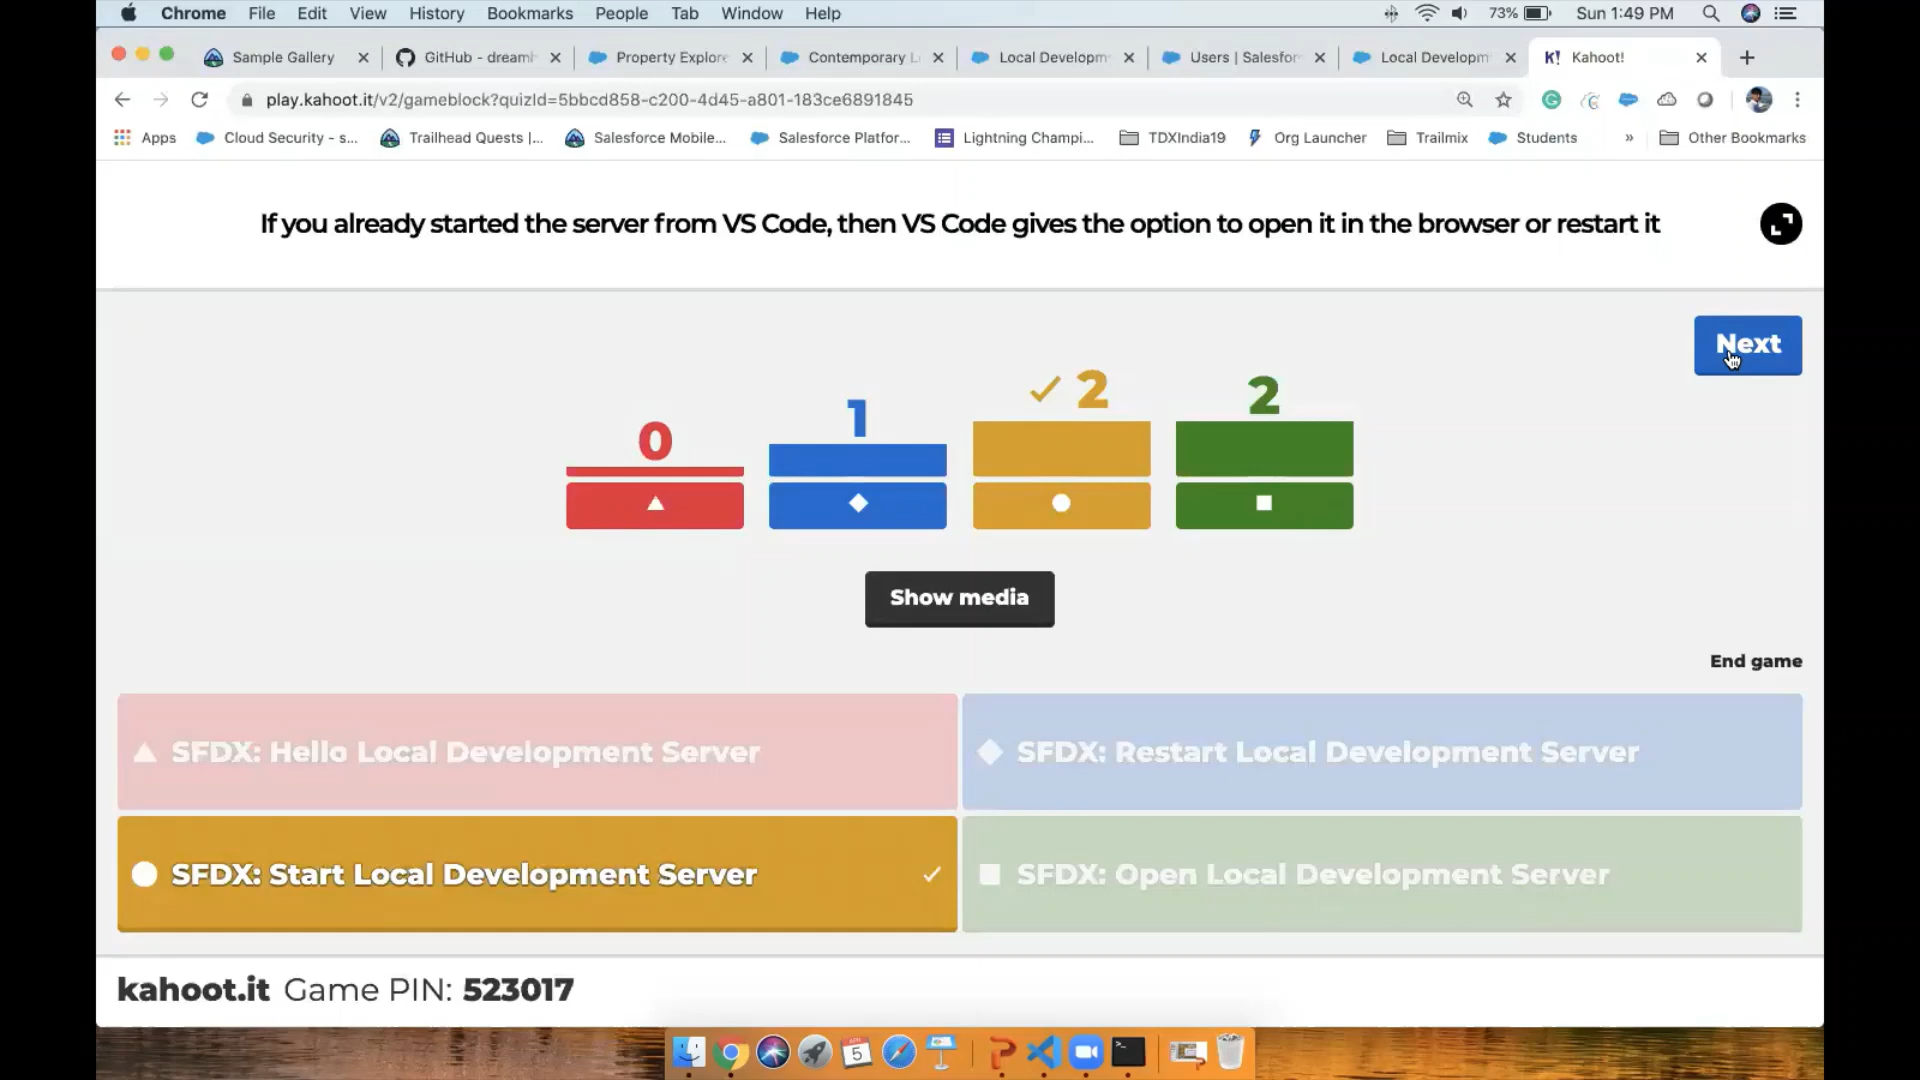 Chrome File Edit View History Bookmarks People Tab Window Help 73% Sun 1:49 PM
Sample Gallery GitHub - dreamh Property Explore Contemporary L Local Developm Users | Salesfor Local Developm K! Kahoot!
play.kahoot.it/v2/gameblock?quizId=5bbcd858-c200-4d45-a801-183ce6891845
Apps Cloud Security - s... Trailhead Quests |... Salesforce Mobile... Salesforce Platfor... Lightning Champi... TDXIndia19 Org Launcher Trailmix Students » Other Bookmarks
If you already started the server from VS Code, then VS Code gives the option to open it in the browser or restart it
Next
0 1 2 2
Show media
End game
SFDX: Hello Local Development Server
SFDX: Restart Local Development Server
SFDX: Start Local Development Server
SFDX: Open Local Development Server
kahoot.it Game PIN: 523017
5